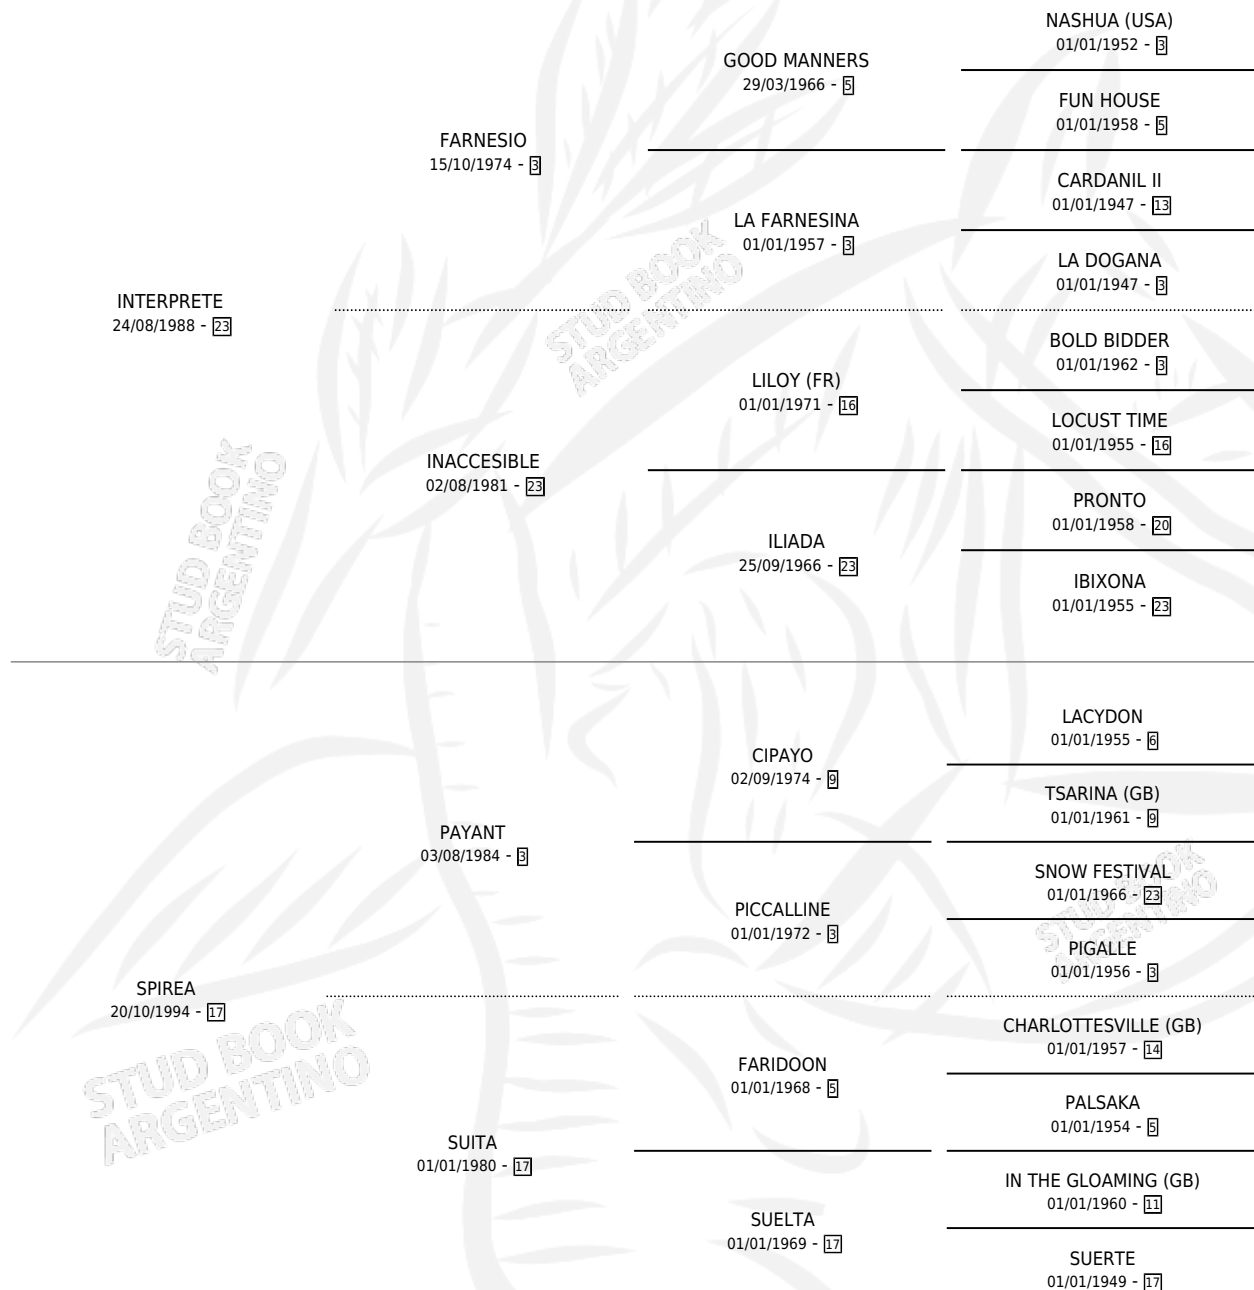 NASHUA (USA)
01/01/1952 - 3
GOOD MANNERS
29/03/1966 - 5
FUN HOUSE
01/01/1958 - 5
FARNESIO
15/10/1974 - 3
CARDANIL II
01/01/1947 - 13
LA FARNESINA
01/01/1957 - 3
LA DOGANA
01/01/1947 - 3
INTERPRETE
24/08/1988 - 23
BOLD BIDDER
01/01/1962 - 3
LILOY (FR)
01/01/1971 - 16
LOCUST TIME
01/01/1955 - 16
INACCESIBLE
02/08/1981 - 23
PRONTO
01/01/1958 - 20
ILIADA
25/09/1966 - 23
IBIXONA
01/01/1955 - 23
LACYDON
01/01/1955 - 6
CIPAYO
02/09/1974 - 9
TSARINA (GB)
01/01/1961 - 9
PAYANT
03/08/1984 - 3
SNOW FESTIVAL
01/01/1966 - 23
PICCALLINE
01/01/1972 - 3
PIGALLE
01/01/1956 - 3
SPIREA
20/10/1994 - 17
CHARLOTTESVILLE (GB)
01/01/1957 - 14
FARIDOON
01/01/1968 - 5
PALSAKA
01/01/1954 - 5
SUITA
01/01/1980 - 17
IN THE GLOAMING (GB)
01/01/1960 - 11
SUELTA
01/01/1969 - 17
SUERTE
01/01/1949 - 17
STUD BOOK
ARGENTINO
STUD BOOK
ARGENTINO
STUD BOOK
ARGENTINO
STUD BOOK
ARGENTINO